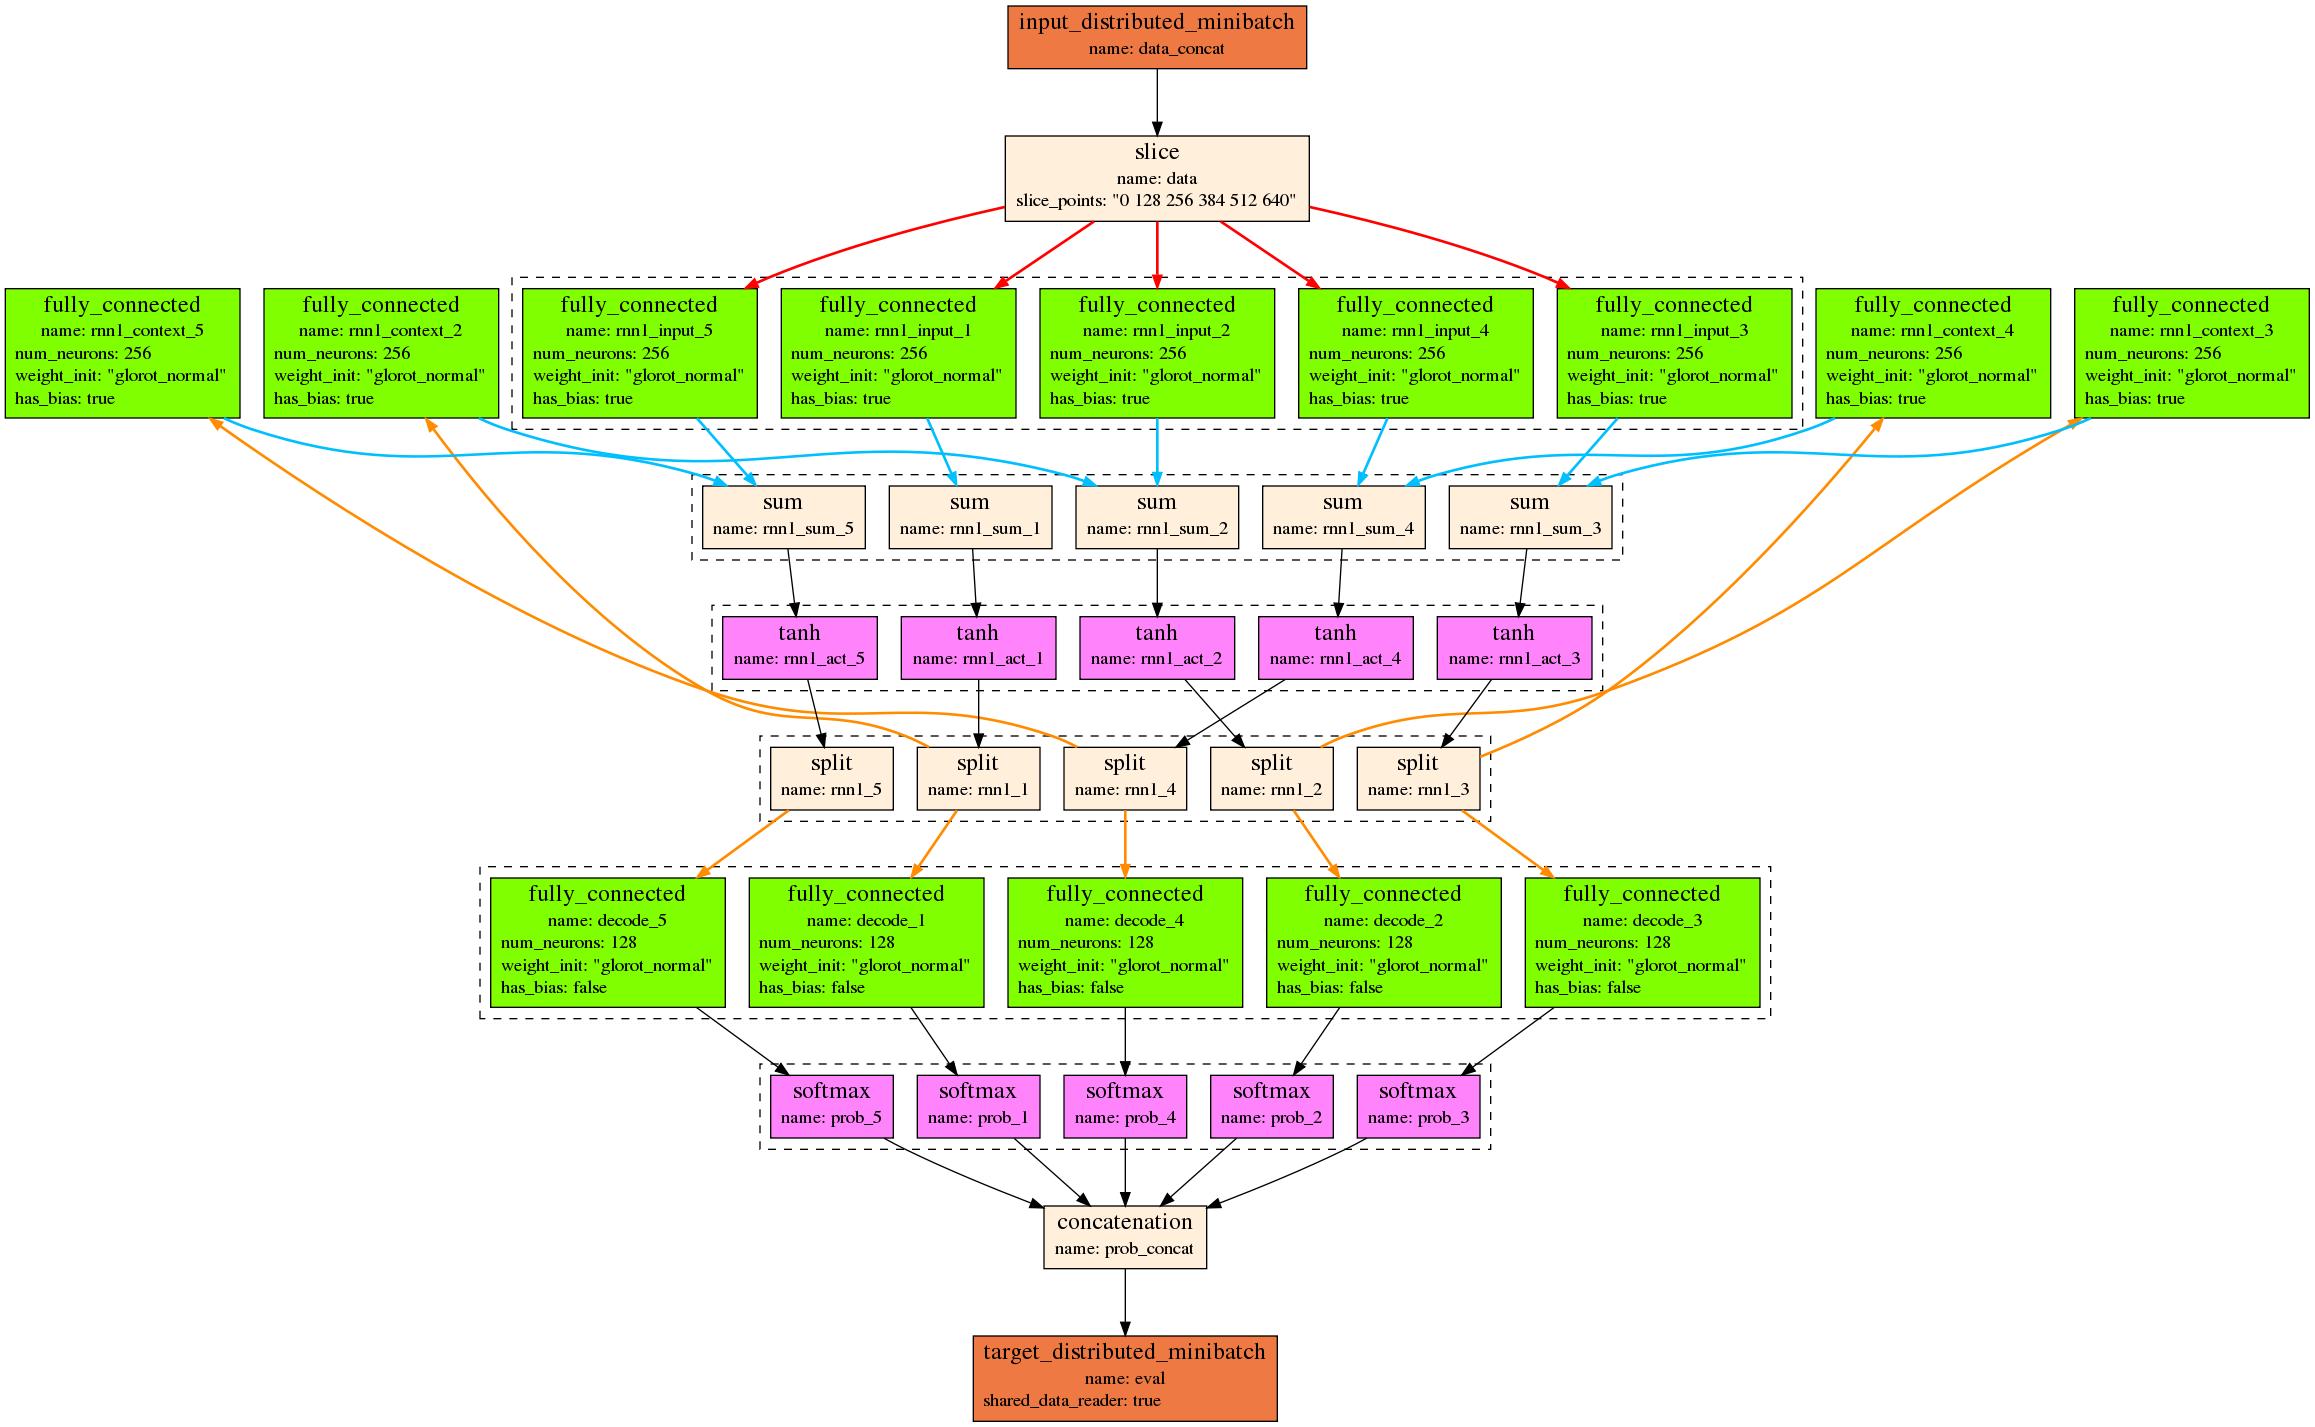 input_distributed_minibatch
name: data_concat
slice
name: data
slice_points: "0 128 256 384 512 640"
fully_connected
name: rnn1_context_5
num_neurons: 256
weight_init: "glorot_normal"
has_bias: true
fully_connected
name: rnn1_context_2
num_neurons: 256
weight_init: "glorot_normal"
has_bias: true
fully_connected
name: rnn1_input_5
num_neurons: 256
weight_init: "glorot_normal"
has_bias: true
fully_connected
name: rnn1_input_1
num_neurons: 256
weight_init: "glorot_normal"
has_bias: true
fully_connected
name: rnn1_input_2
num_neurons: 256
weight_init: "glorot_normal"
has_bias: true
fully_connected
name: rnn1_input_4
num_neurons: 256
weight_init: "glorot_normal"
has_bias: true
fully_connected
name: rnn1_input_3
num_neurons: 256
weight_init: "glorot_normal"
has_bias: true
fully_connected
name: rnn1_context_4
num_neurons: 256
weight_init: "glorot_normal"
has_bias: true
fully_connected
name: rnn1_context_3
num_neurons: 256
weight_init: "glorot_normal"
has_bias: true
sum
name: rnn1_sum_5
sum
name: rnn1_sum_1
sum
name: rnn1_sum_2
sum
name: rnn1_sum_4
sum
name: rnn1_sum_3
tanh
name: rnn1_act_5
tanh
name: rnn1_act_1
tanh
name: rnn1_act_2
tanh
name: rnn1_act_4
tanh
name: rnn1_act_3
split
name: rnn1_5
split
name: rnn1_1
split
name: rnn1_4
split
name: rnn1_2
split
name: rnn1_3
fully_connected
name: decode_5
num_neurons: 128
weight_init: "glorot_normal"
has_bias: false
fully_connected
name: decode_1
num_neurons: 128
weight_init: "glorot_normal"
has_bias: false
fully_connected
name: decode_4
num_neurons: 128
weight_init: "glorot_normal"
has_bias: false
fully_connected
name: decode_2
num_neurons: 128
weight_init: "glorot_normal"
has_bias: false
fully_connected
name: decode_3
num_neurons: 128
weight_init: "glorot_normal"
has_bias: false
softmax
name: prob_5
softmax
name: prob_1
softmax
name: prob_4
softmax
name: prob_2
softmax
name: prob_3
concatenation
name: prob_concat
target_distributed_minibatch
name: eval
shared_data_reader: true